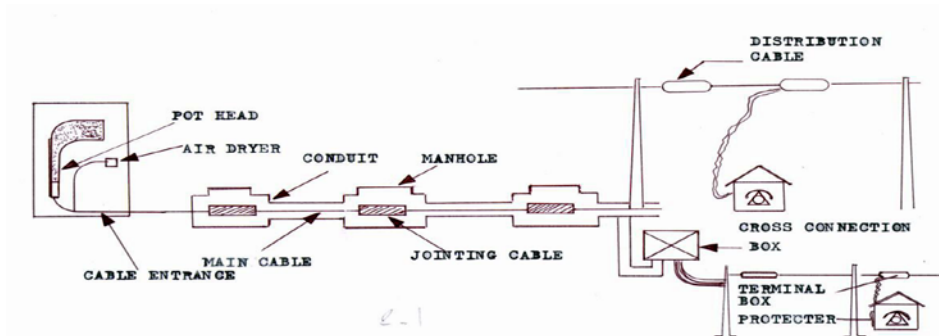 DISTRIBUTION
CABLE
POT HEAD
AIR DRYER
CONDUIT
MANHOLE
CROSS CONNECTION
BOX
MAIN CABLE
JOINTING CABLE
CABLE ENTRANCE
TERMINAL
BOX
PROTECTER
e-1